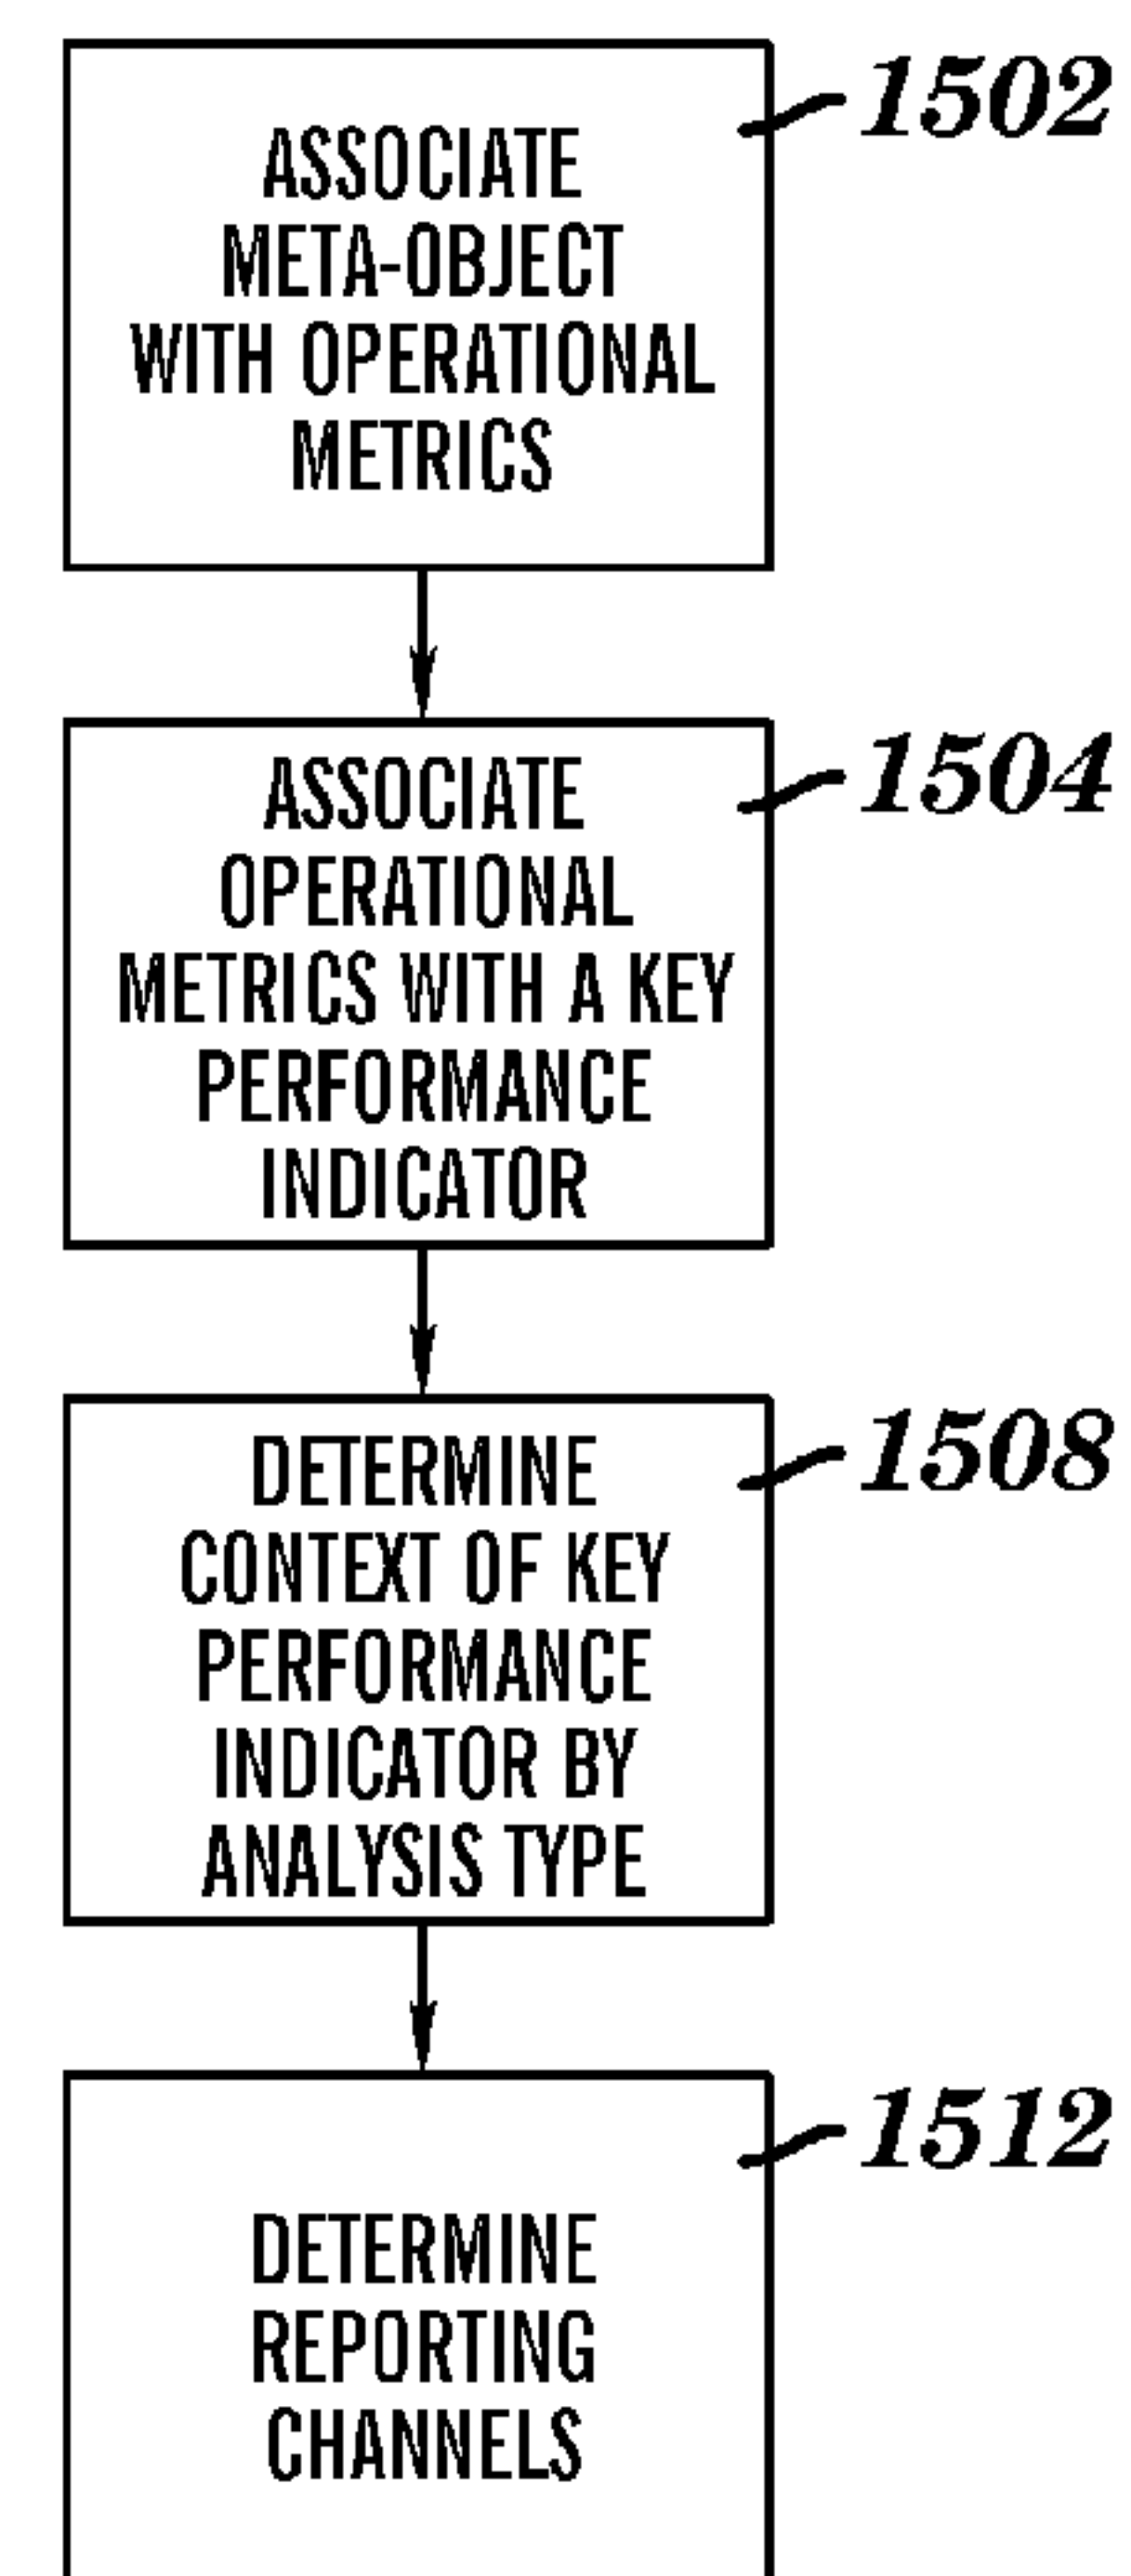 1502
ASSOCIATE
META-OBJECT
WITH OPERATIONAL
METRICS
1504
ASSOCIATE
OPERATIONAL
METRICS WITH A KEY
PERFORMANCE
INDICATOR
1508
DETERMINE
CONTEXT OF KEY
PERFORMANCE
INDICATOR BY
ANALYSIS TYPE
1512
DETERMINE
REPORTING
CHANNELS